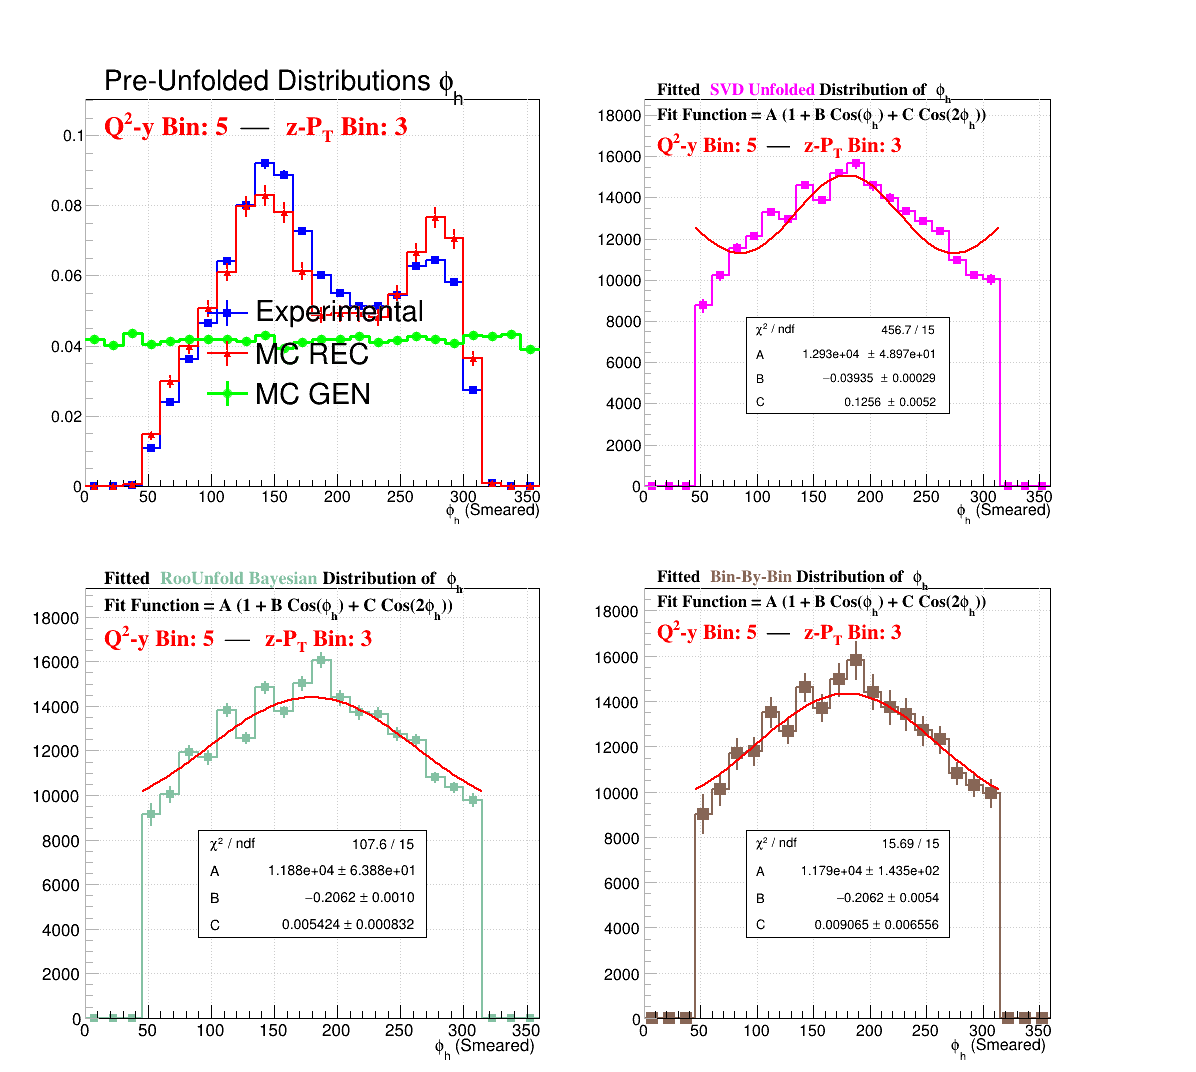 Pre-Unfolded Distributions ϕh
Q²-y Bin: 5 — z-PT Bin: 3
0.1
0.08
0.06
0.04
0.02
0
Experimental
MC REC
MC GEN
0 50 100 150 200 250 300 350
ϕh (Smeared)
Fitted SVD Unfolded Distribution of ϕh
Fit Function = A (1 + B Cos(ϕh) + C Cos(2ϕh))
Q²-y Bin: 5 — z-PT Bin: 3
18000
16000
14000
12000
10000
8000
6000
4000
2000
0
χ² / ndf 456.7 / 15
A 1.293e+04 ± 4.897e+01
B −0.03935 ± 0.00029
C 0.1256 ± 0.0052
0 50 100 150 200 250 300 350
ϕh (Smeared)
Fitted RooUnfold Bayesian Distribution of ϕh
Fit Function = A (1 + B Cos(ϕh) + C Cos(2ϕh))
Q²-y Bin: 5 — z-PT Bin: 3
18000
16000
14000
12000
10000
8000
6000
4000
2000
0
χ² / ndf 107.6 / 15
A 1.188e+04 ± 6.388e+01
B −0.2062 ± 0.0010
C 0.005424 ± 0.000832
0 50 100 150 200 250 300 350
ϕh (Smeared)
Fitted Bin-By-Bin Distribution of ϕh
Fit Function = A (1 + B Cos(ϕh) + C Cos(2ϕh))
Q²-y Bin: 5 — z-PT Bin: 3
18000
16000
14000
12000
10000
8000
6000
4000
2000
0
χ² / ndf 15.69 / 15
A 1.179e+04 ± 1.435e+02
B −0.2062 ± 0.0054
C 0.009065 ± 0.006556
0 50 100 150 200 250 300 350
ϕh (Smeared)